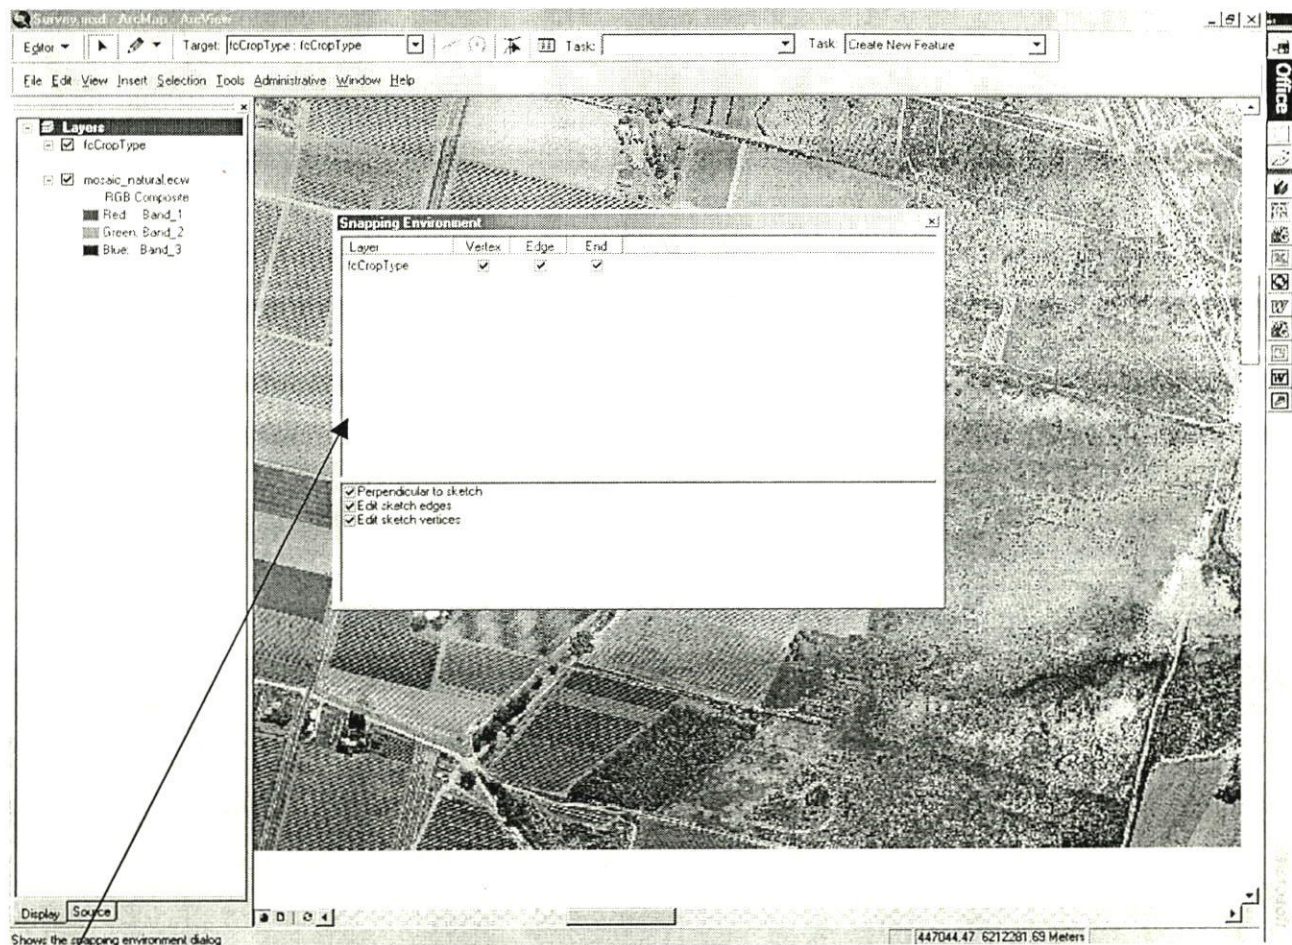 Survey.mxd - ArcMap - ArcView
Editor Target: fcCropType : fcCropType Task: Task: Create New Feature
File Edit View Insert Selection Tools Administrative Window Help
Office
Layers
fcCropType
mosaic_natural.ecw
RGB Composite
Red: Band_1
Green: Band_2
Blue: Band_3
Snapping Environment
Layer Vertex Edge End
fcCropType
Perpendicular to sketch
Edit sketch edges
Edit sketch vertices
Display Source
Shows the snapping environment dialog
447044.47 6212281.69 Meters